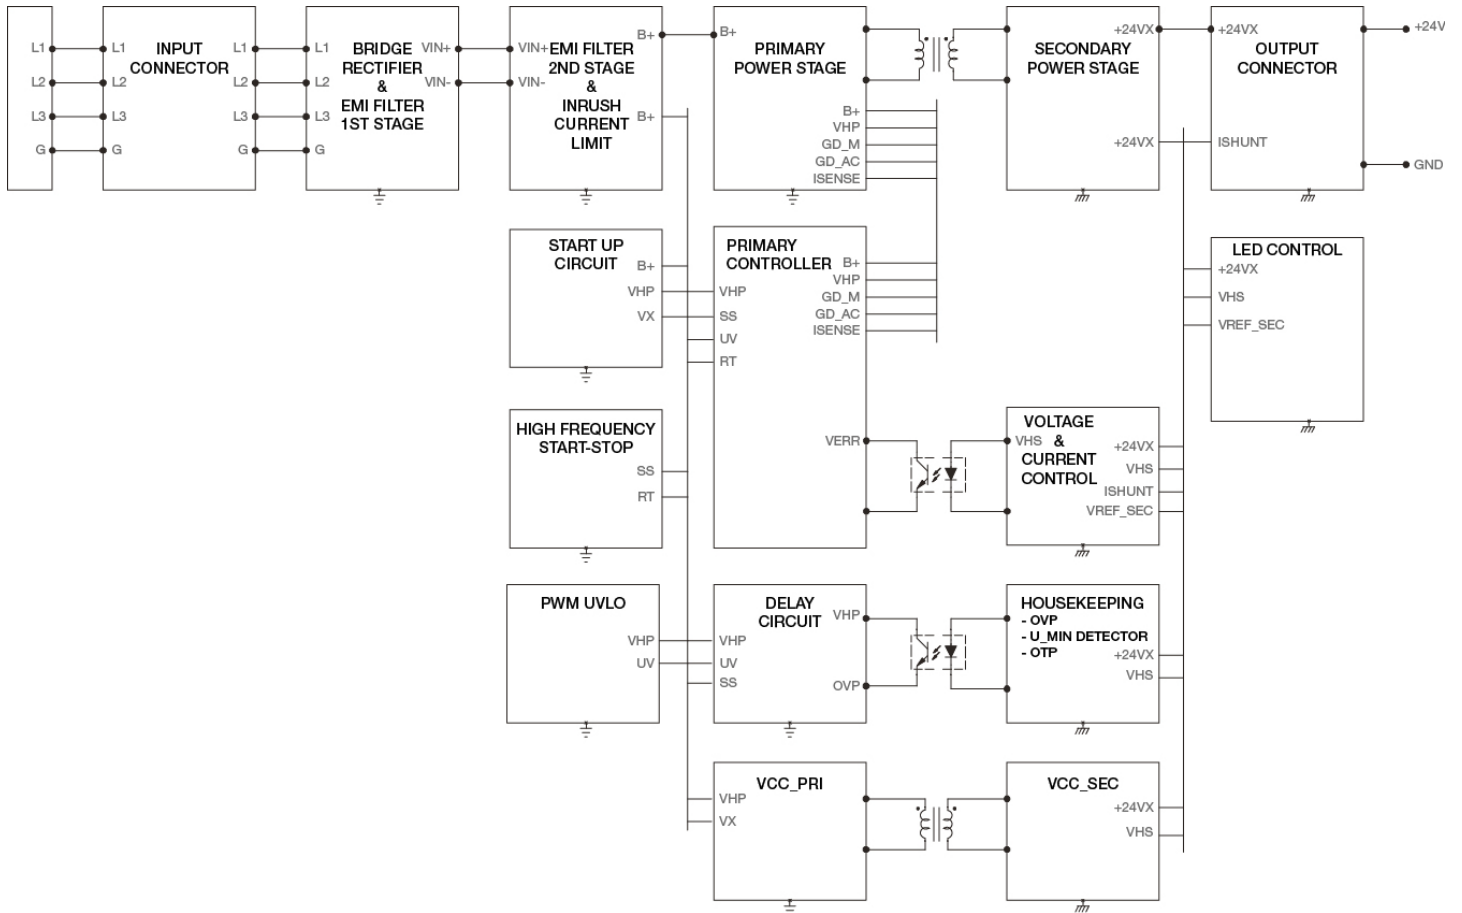 L1
L2
L3
G
INPUT
CONNECTOR
L1
L2
L3
G
L1
L2
L3
G
BRIDGE
RECTIFIER
&
EMI FILTER
1ST STAGE
L1
L2
L3
G
VIN+
VIN-
EMI FILTER
2ND STAGE
&
INRUSH
CURRENT
LIMIT
VIN+
VIN-
B+
B+
PRIMARY
POWER STAGE
B+
B+
VHP
GD_M
GD_AC
ISENSE
SECONDARY
POWER STAGE
+24VX
+24VX
OUTPUT
CONNECTOR
+24VX
ISHUNT
+24V
GND
START UP
CIRCUIT
B+
VHP
VX
PRIMARY
CONTROLLER
VHP
SS
UV
RT
B+
VHP
GD_M
GD_AC
ISENSE
VERR
LED CONTROL
+24VX
VHS
VREF_SEC
HIGH FREQUENCY
START-STOP
SS
RT
VOLTAGE
&
CURRENT
CONTROL
VHS
+24VX
VHS
ISHUNT
VREF_SEC
PWM UVLO
VHP
UV
DELAY
CIRCUIT
VHP
UV
SS
VHP
OVP
HOUSEKEEPING
- OVP
- U_MIN DETECTOR
- OTP
+24VX
VHS
VCC_PRI
VHP
VX
VCC_SEC
+24VX
VHS